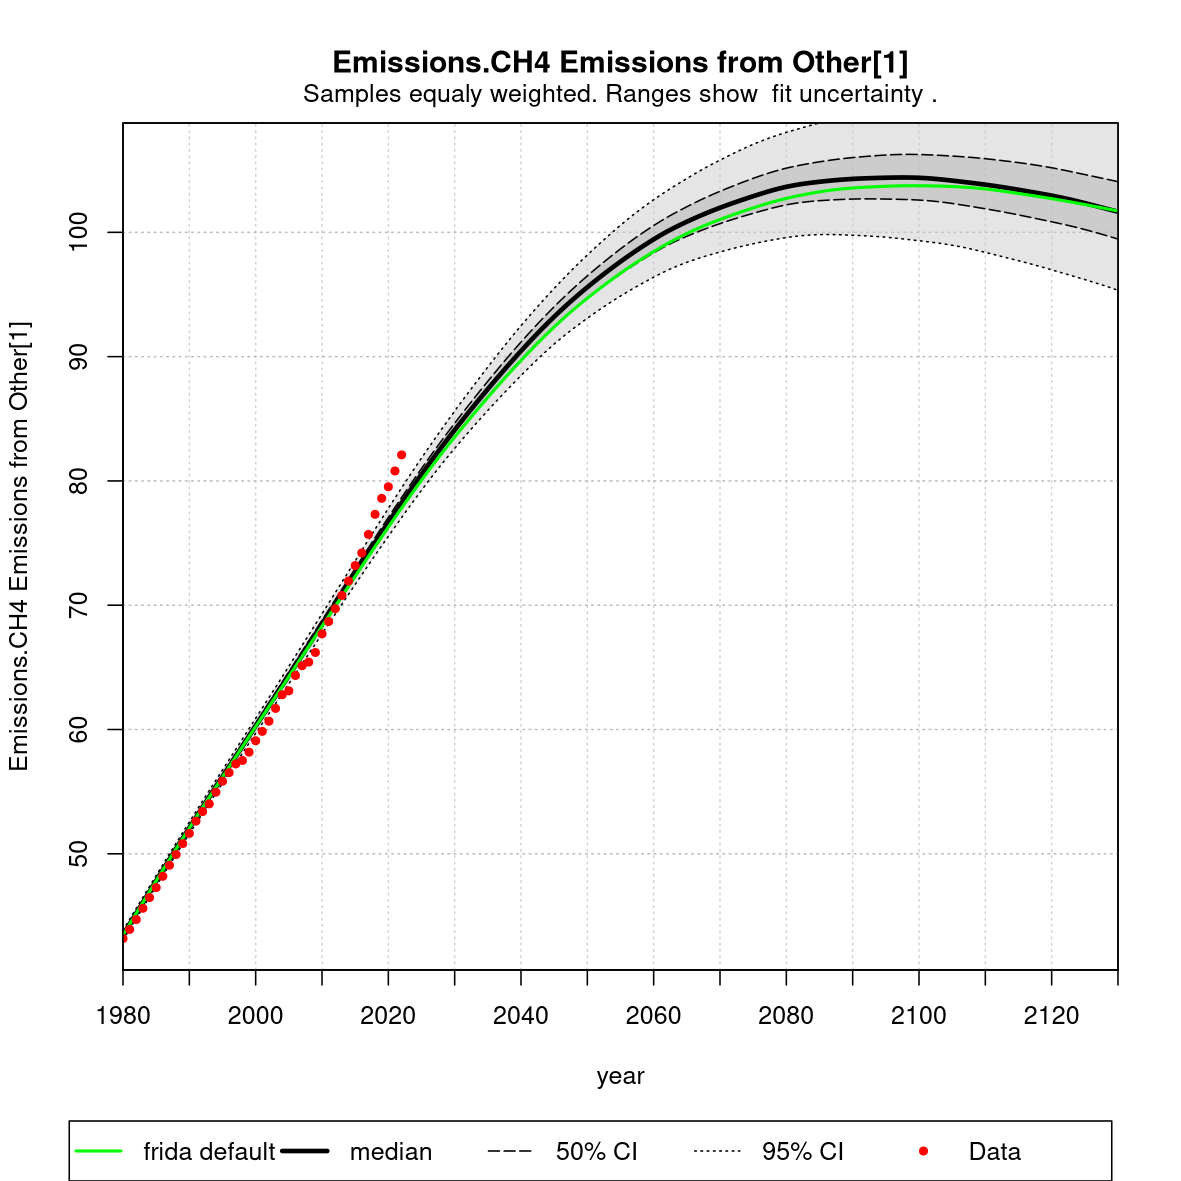 Emissions.CH4 Emissions from Other[1]
Samples equaly weighted. Ranges show  fit uncertainty .
Emissions.CH4 Emissions from Other[1]
100
90
80
70
60
50
1980 2000 2020 2040 2060 2080 2100 2120
year
frida default median 50% CI 95% CI Data